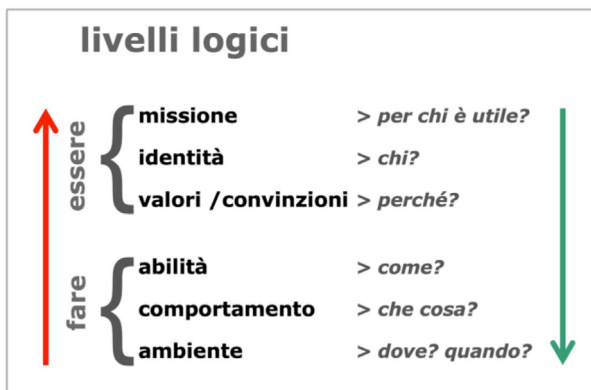 livelli logici
essere
missione > per chi è utile?
identità > chi?
valori /convinzioni > perché?
fare
abilità > come?
comportamento > che cosa?
ambiente > dove? quando?